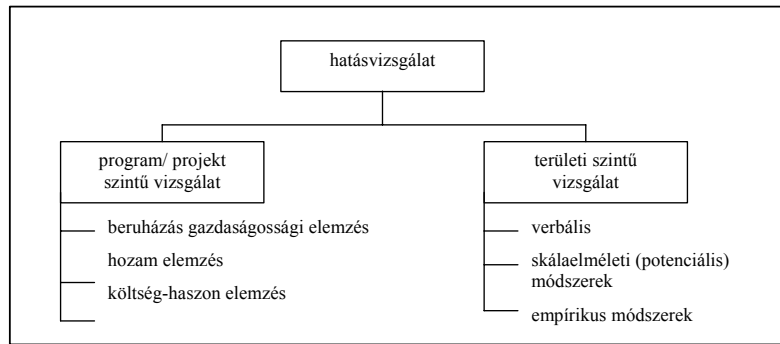 hatásvizsgálat
program/ projekt
szintű vizsgálat
beruházás gazdaságossági elemzés
hozam elemzés
költség-haszon elemzés
területi szintű
vizsgálat
verbális
skálaelméleti (potenciális)
módszerek
empírikus módszerek